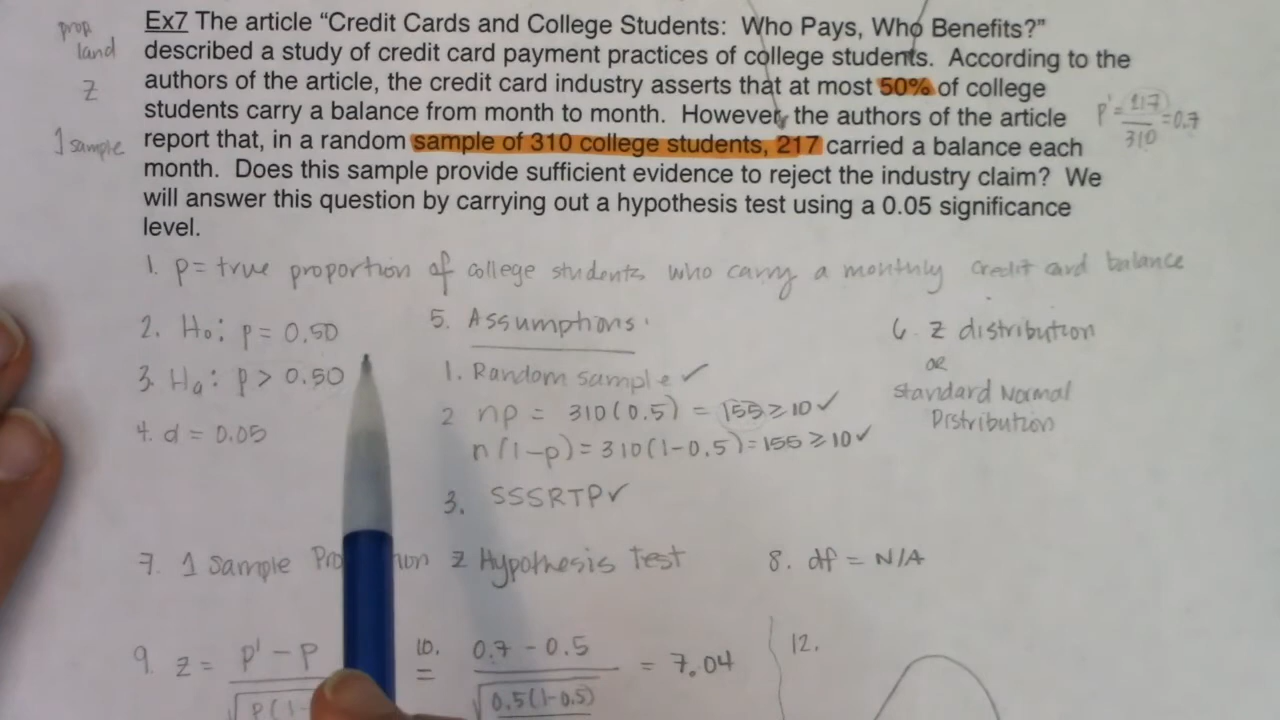 Ex7 The article “Credit Cards and College Students: Who Pays, Who Benefits?”
described a study of credit card payment practices of college students. According to the
authors of the article, the credit card industry asserts that at most 50% of college
students carry a balance from month to month. However, the authors of the article
report that, in a random sample of 310 college students, 217 carried a balance each
month. Does this sample provide sufficient evidence to reject the industry claim? We
will answer this question by carrying out a hypothesis test using a 0.05 significance
level.
prop
land
Z
1 sample
p' = 217/310 = 0.7
1. p = true proportion of college students who carry a monthly credit card balance
2. H₀: p = 0.50
3. Hₐ: p > 0.50
4. α = 0.05
5. Assumptions:
1. Random sample ✓
2 np = 310(0.5) = 155 ≥ 10 ✓
n(1-p) = 310(1-0.5) = 155 ≥ 10 ✓
3. SSSRTP ✓
6. Z distribution
or
Standard Normal
Distribution
7. 1 Sample z Hypothesis Test
8. df = N/A
9. z = p' - p
√p(1-
10. = 0.7 - 0.5 = 7.04
√0.5(1-0.5)
12.